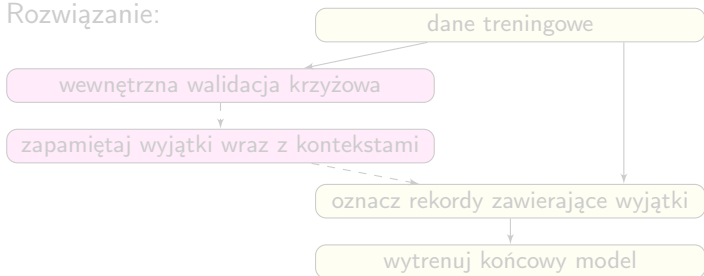 Rozwiązanie:
dane treningowe
wewnętrzna walidacja krzyżowa
zapamiętaj wyjątki wraz z kontekstami
oznacz rekordy zawierające wyjątki
wytrenuj końcowy model